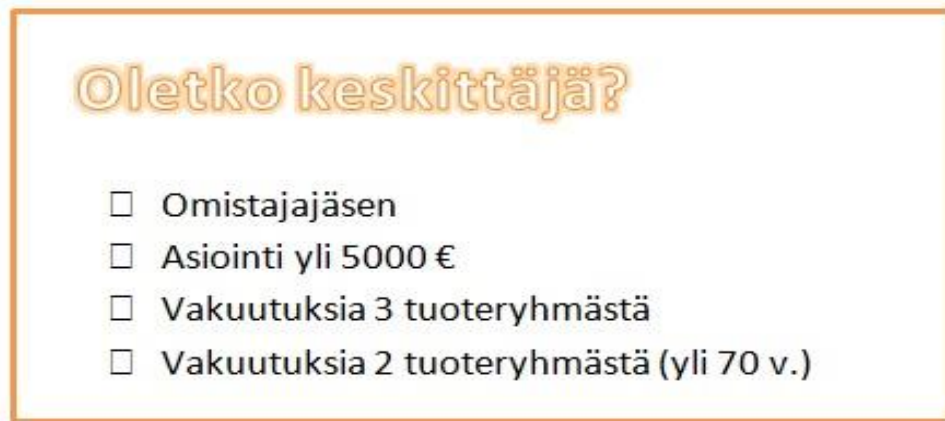 Oletko keskittäjä?
☐ Omistajajäsen
☐ Asiointi yli 5000 €
☐ Vakuutuksia 3 tuoteryhmästä
☐ Vakuutuksia 2 tuoteryhmästä (yli 70 v.)